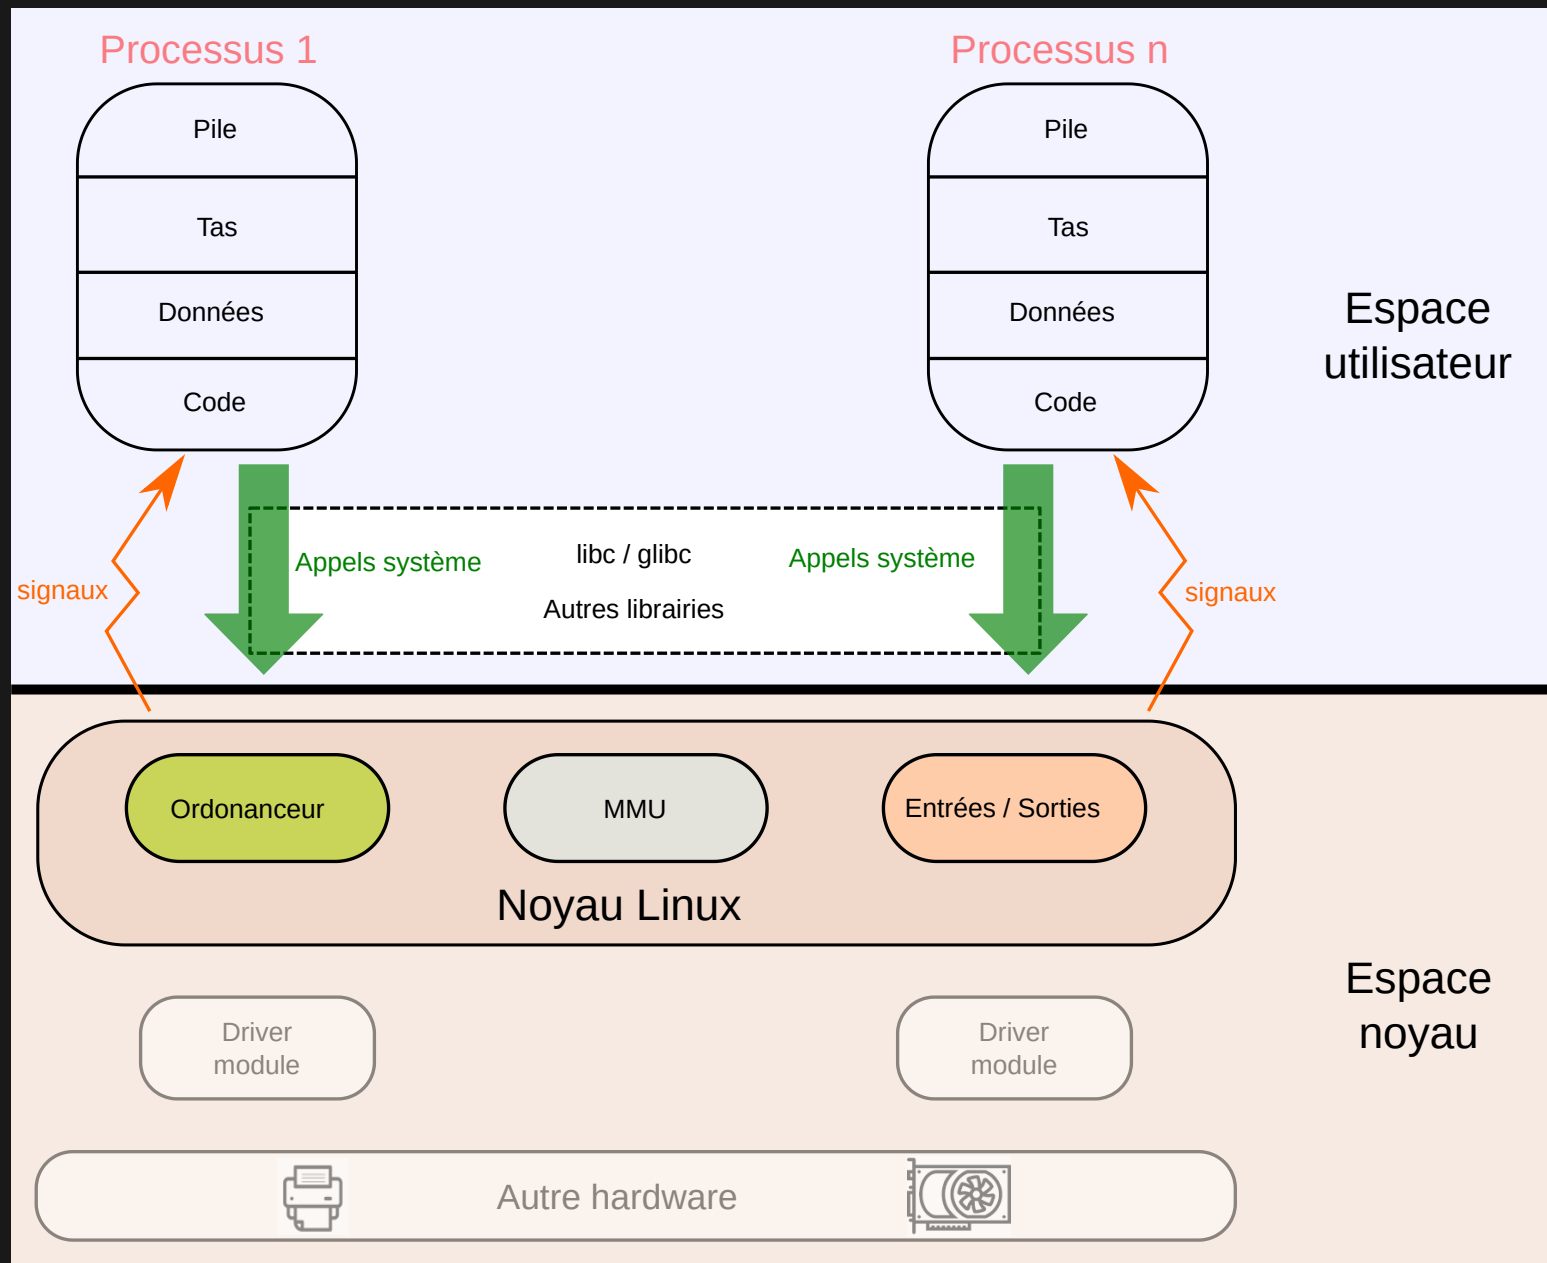 Processus 1
Processus n
Pile
Pile
Tas
Tas
Données
Données
Espace
utilisateur
Code
Code
Appels système
libc / glibc
Appels système
signaux
signaux
Autres librairies
Ordonanceur
MMU
Entrées / Sorties
Noyau Linux
Espace
noyau
Driver
module
Driver
module
Autre hardware